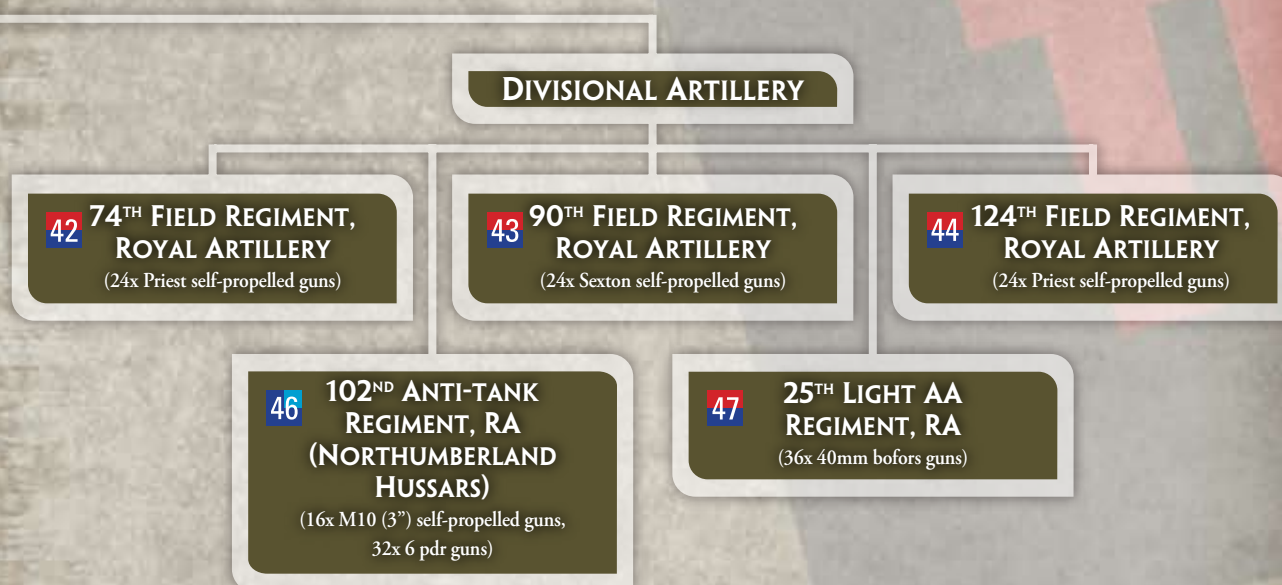 Divisional Artillery
42
74th Field Regiment,
Royal Artillery
(24x Priest self-propelled guns)
43
90th Field Regiment,
Royal Artillery
(24x Sexton self-propelled guns)
44
124th Field Regiment,
Royal Artillery
(24x Priest self-propelled guns)
46
102nd Anti-tank
Regiment, RA
(Northumberland
Hussars)
(16x M10 (3”) self-propelled guns,
32x 6 pdr guns)
47
25th Light AA
Regiment, RA
(36x 40mm bofors guns)